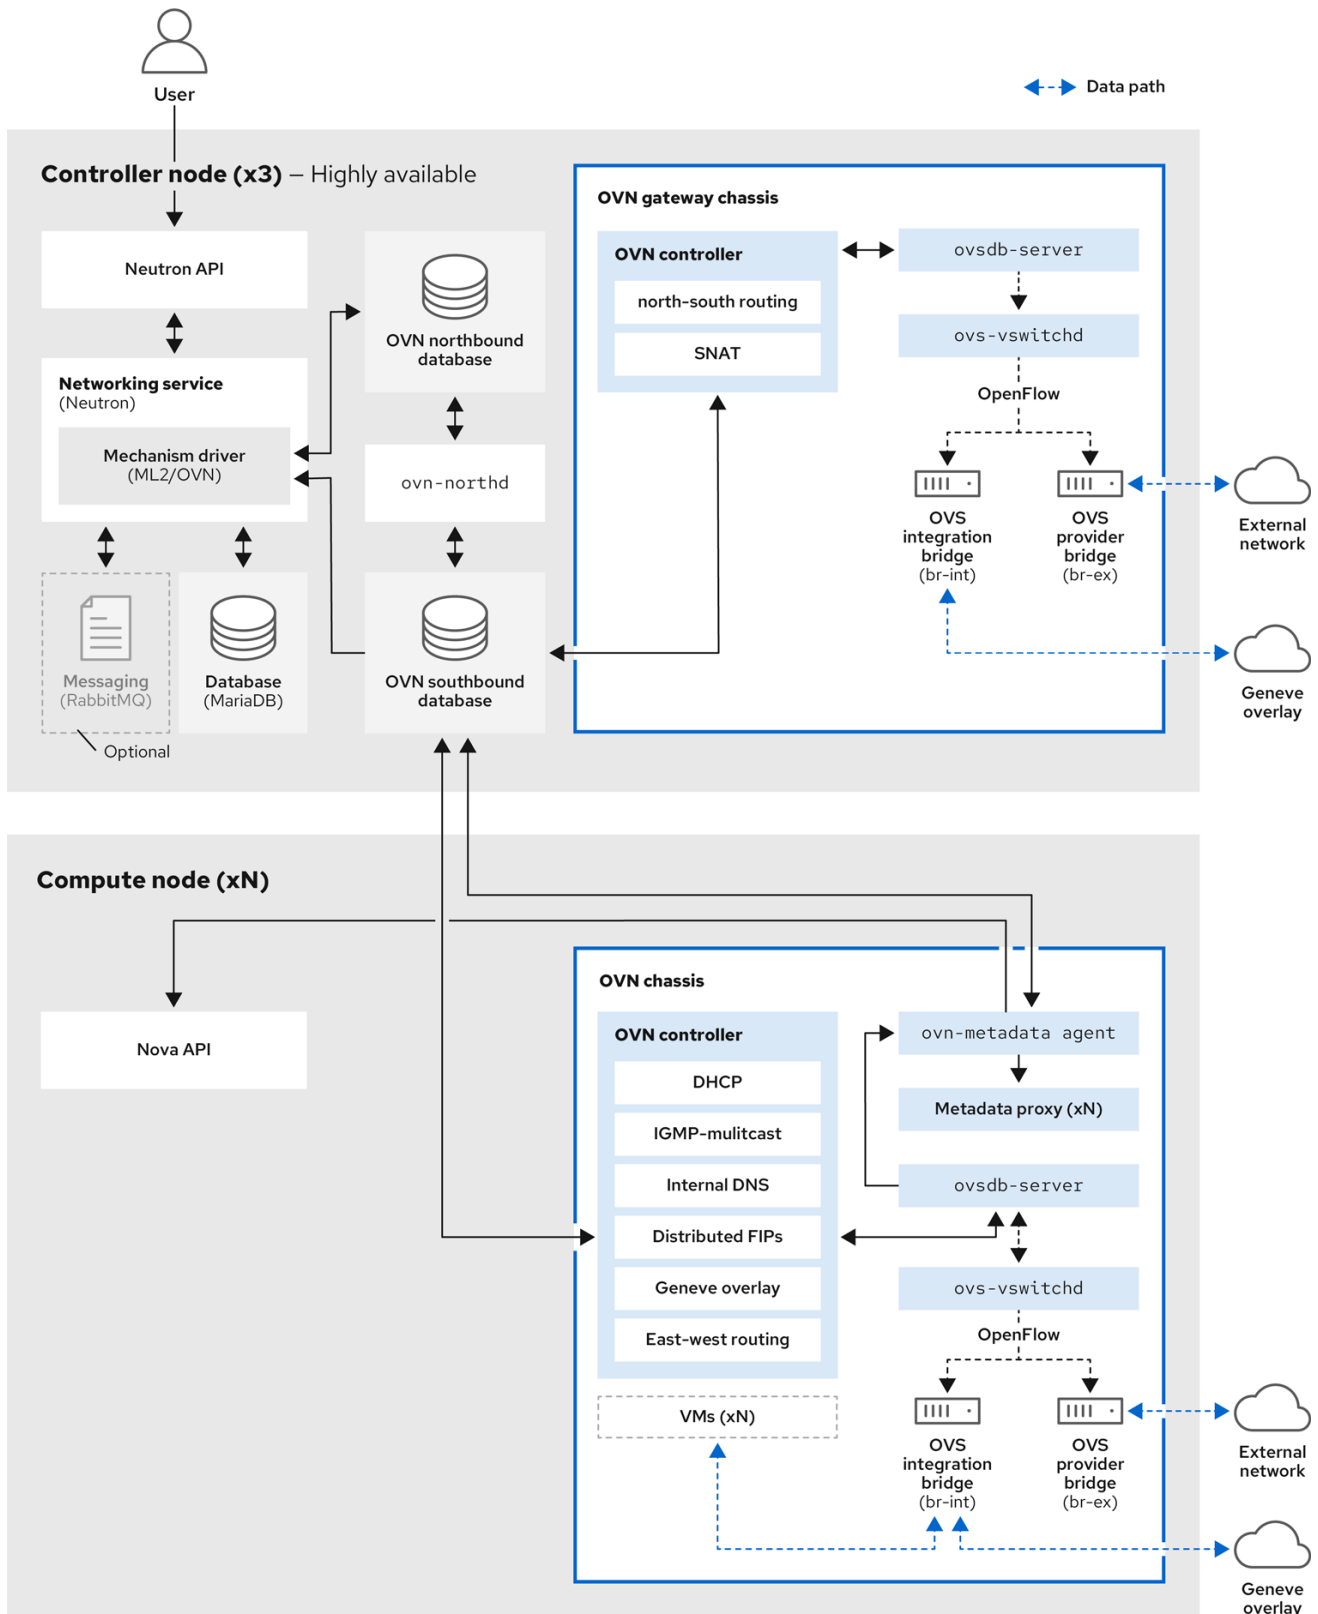 User
Data path
Controller node (x3) – Highly available
Neutron API
Networking service
(Neutron)
Mechanism driver
(ML2/OVN)
Messaging
(RabbitMQ)
Optional
Database
(MariaDB)
OVN northbound
database
ovn-northd
OVN southbound
database
OVN gateway chassis
OVN controller
north-south routing
SNAT
ovsdb-server
ovs-vswitchd
OpenFlow
OVS
integration
bridge
(br-int)
OVS
provider
bridge
(br-ex)
External
network
Geneve
overlay
Compute node (xN)
Nova API
OVN chassis
OVN controller
DHCP
IGMP-mulitcast
Internal DNS
Distributed FIPs
Geneve overlay
East-west routing
VMs (xN)
ovn-metadata agent
Metadata proxy (xN)
ovsdb-server
ovs-vswitchd
OpenFlow
OVS
integration
bridge
(br-int)
OVS
provider
bridge
(br-ex)
External
network
Geneve
overlay